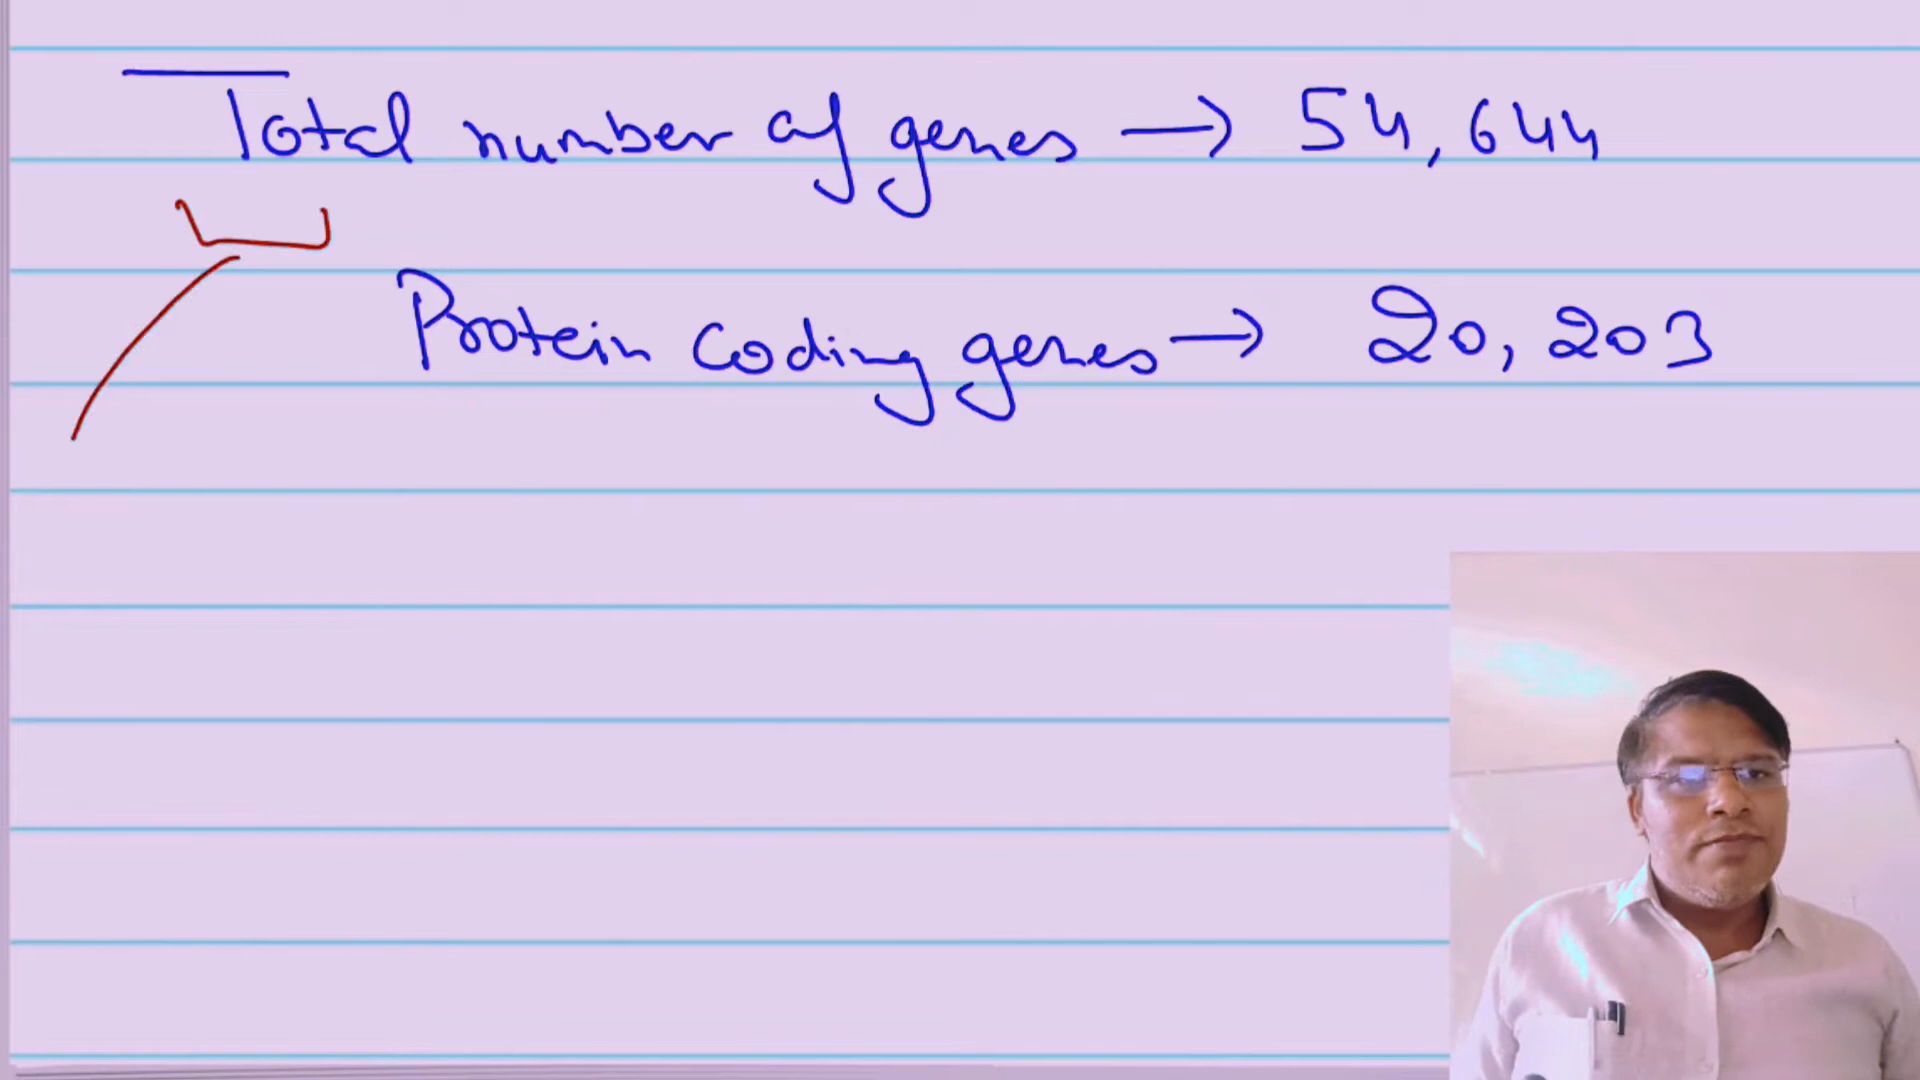 Total number of genes → 54,644
Protein coding genes → 20,203